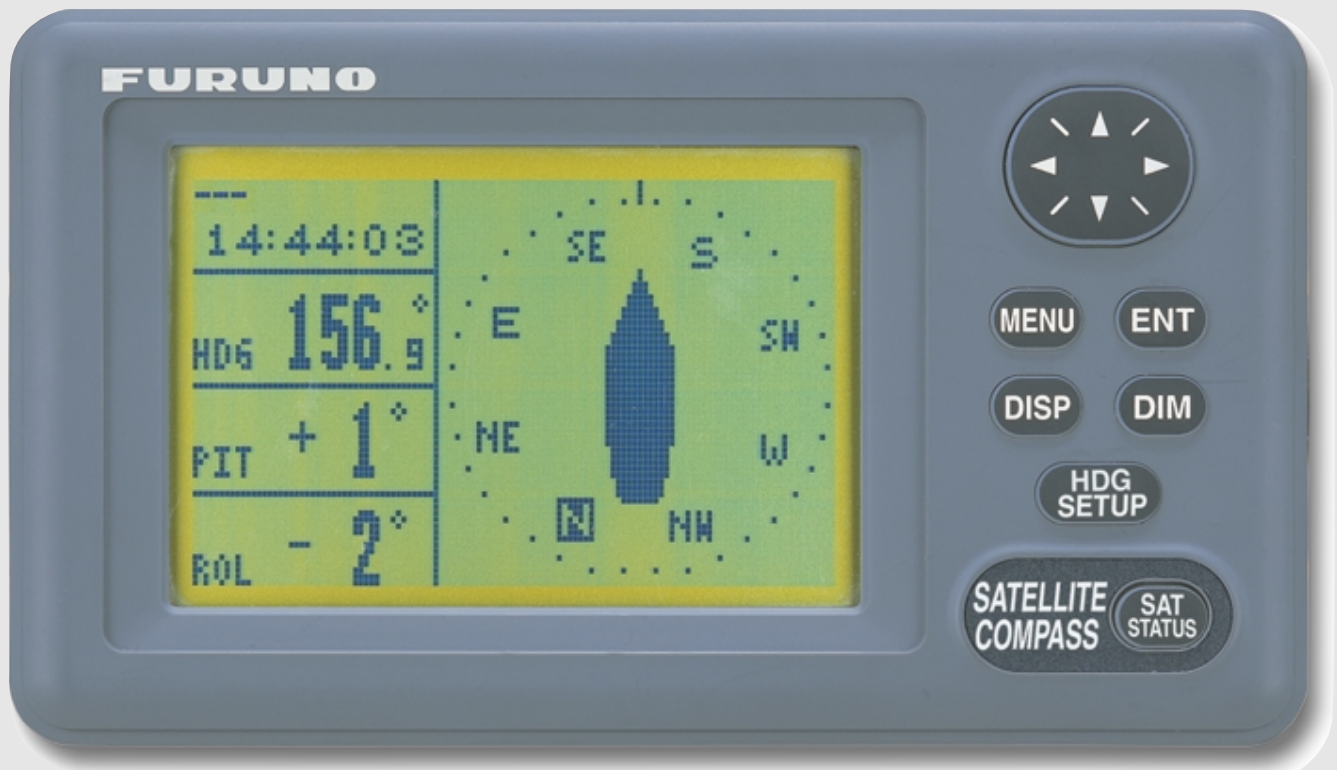 FURUNO
---
14:44:03
HDG 156.9°
PIT + 1°
ROL - 2°
SE S
E SW
NE W
N NW
MENU ENT
DISP DIM
HDG
SETUP
SATELLITE
COMPASS
SAT
STATUS